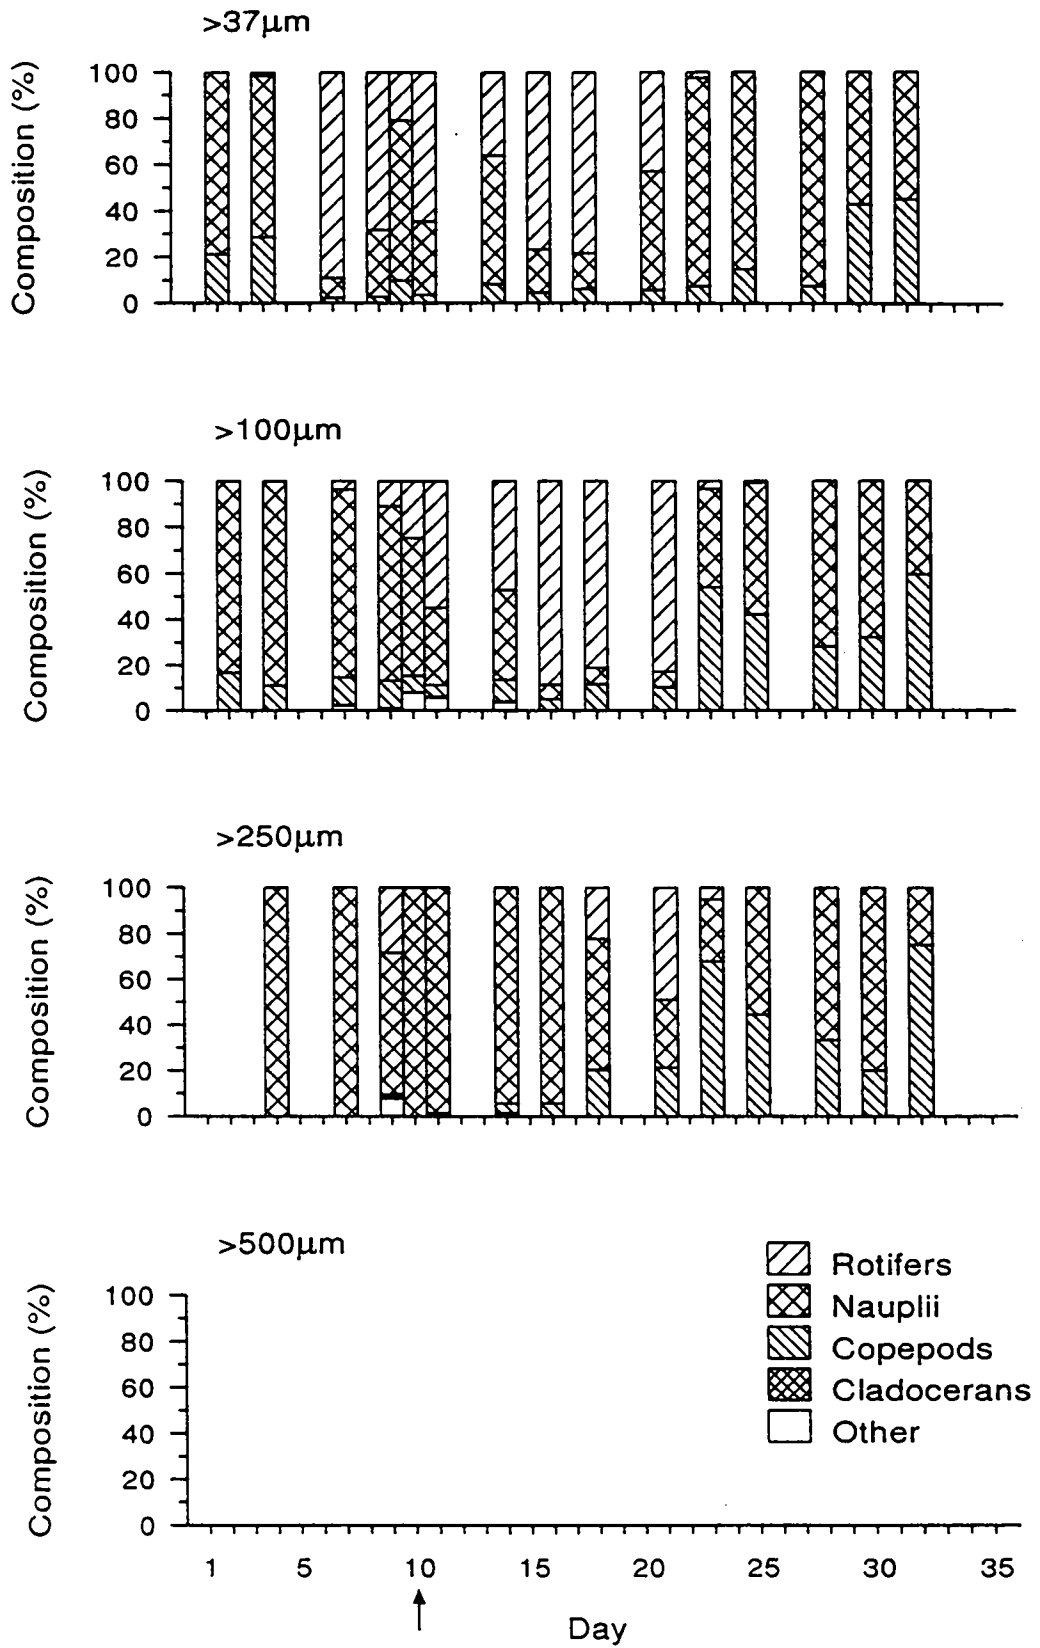 >37μm
Composition (%)
100
80
60
40
20
0
>100μm
Composition (%)
100
80
60
40
20
0
>250μm
Composition (%)
100
80
60
40
20
0
>500μm
Composition (%)
100
80
60
40
20
0
Rotifers
Nauplii
Copepods
Cladocerans
Other
1 5 10 15 20 25 30 35
Day